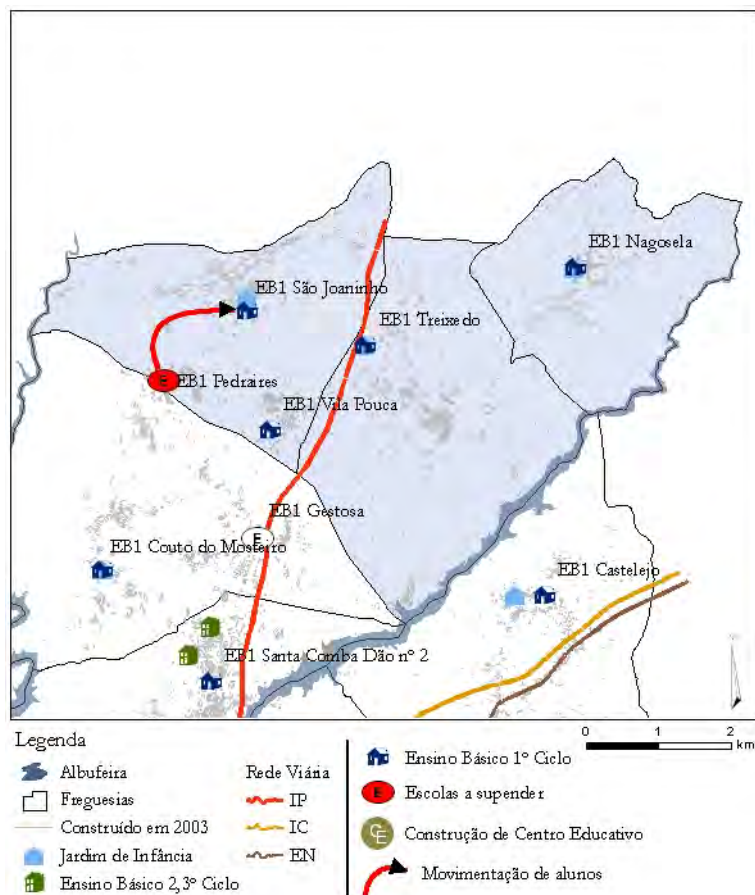 EB1 Nagosela
EB1 São Joaninho
EB1 Treixedo
E EB1 Pedraires
EB1 Vila Pouca
EB1 Gestosa
E
EB1 Couto do Mosterro
EB1 Castelejo
EB1 Santa Comba Dão nº 2
0 1 2
km
Legenda
Albufeira
Freguesias
Construído em 2003
Jardim de Infância
Ensino Básico 2,3º Ciclo
Rede Viária
IP
IC
EN
Ensino Básico 1º Ciclo
E Escolas a supender
CE Construção de Centro Educativo
Movimentação de alunos